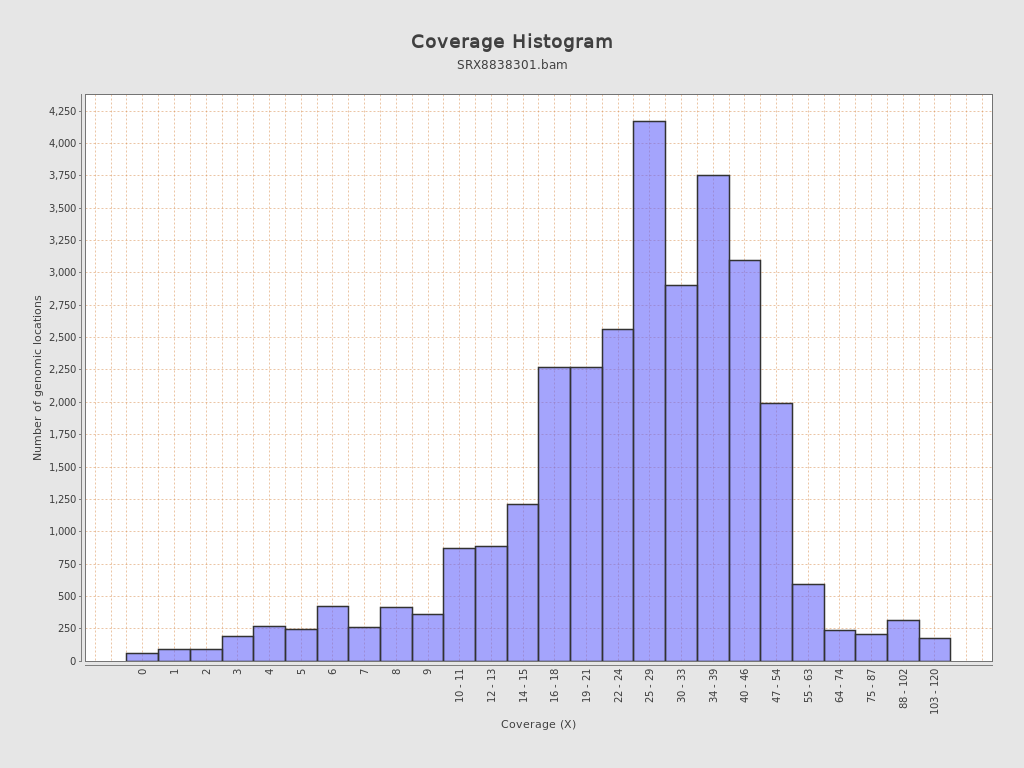 Coverage Histogram
SRX8838301.bam
Number of genomic locations
4,250
4,000
3,750
3,500
3,250
3,000
2,750
2,500
2,250
2,000
1,750
1,500
1,250
1,000
750
500
250
0
0
1
2
3
4
5
6
7
8
9
10 - 11
12 - 13
14 - 15
16 - 18
19 - 21
22 - 24
25 - 29
30 - 33
34 - 39
40 - 46
47 - 54
55 - 63
64 - 74
75 - 87
88 - 102
103 - 120
Coverage (X)